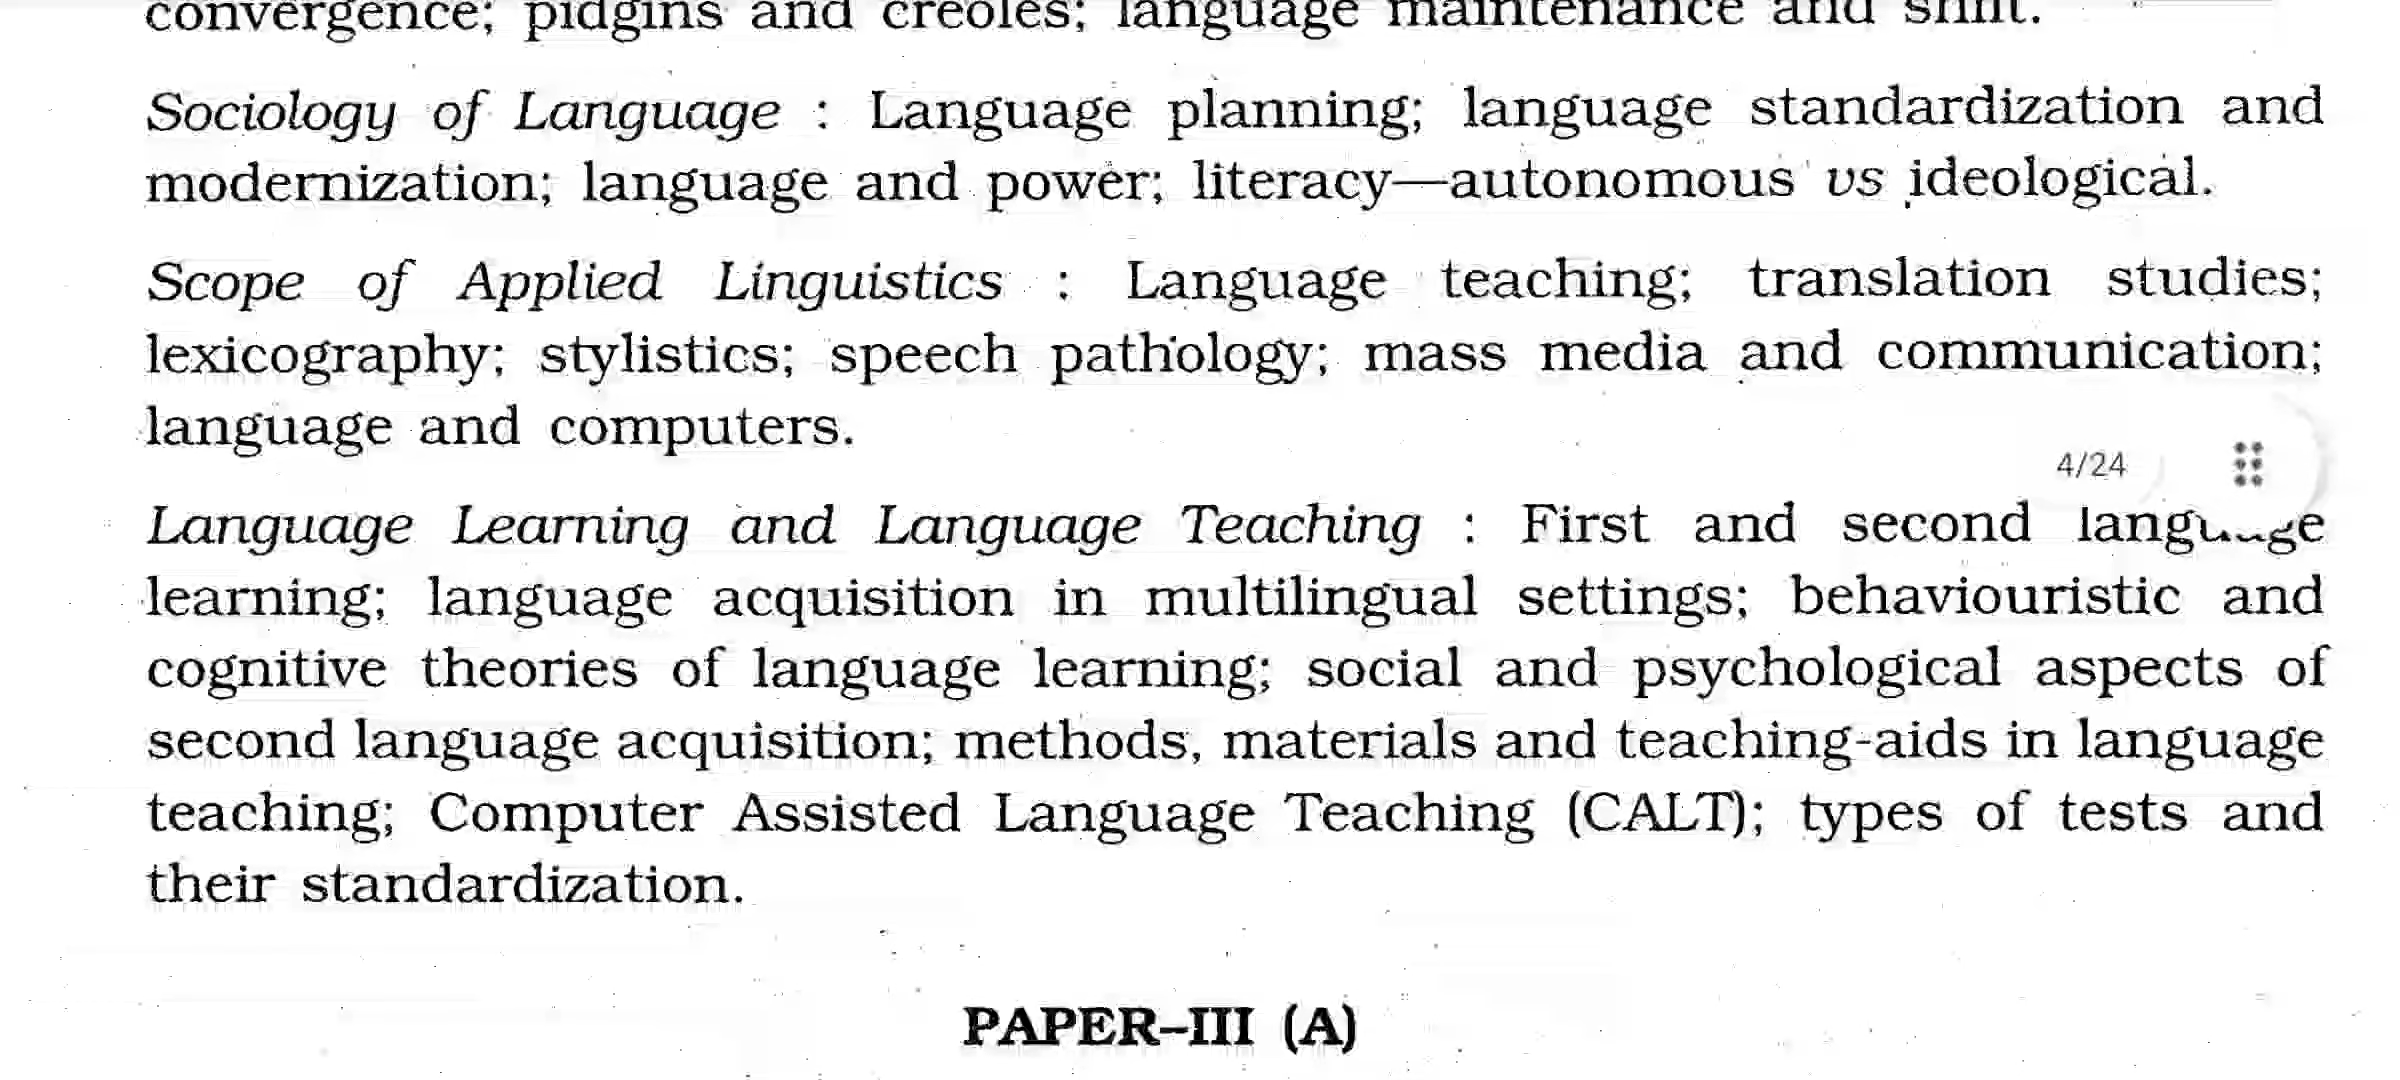 convergence; pidgins and creoles; language maintenance and shift.
Sociology of Language : Language planning; language standardization and
modernization; language and power; literacy—autonomous vs ideological.
Scope of Applied Linguistics : Language teaching; translation studies;
lexicography; stylistics; speech pathology; mass media and communication;
language and computers.
4/24
Language Learning and Language Teaching : First and second language
learning; language acquisition in multilingual settings; behaviouristic and
cognitive theories of language learning; social and psychological aspects of
second language acquisition; methods, materials and teaching-aids in language
teaching; Computer Assisted Language Teaching (CALT); types of tests and
their standardization.
PAPER–III (A)